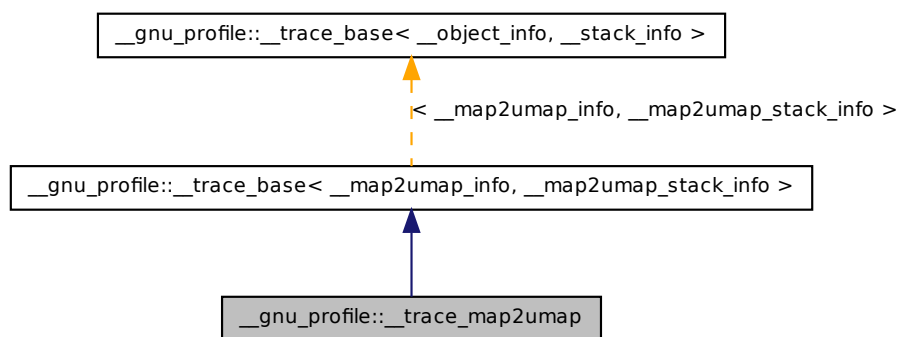 __gnu_profile::__trace_base< __object_info, __stack_info >
< __map2umap_info, __map2umap_stack_info >
__gnu_profile::__trace_base< __map2umap_info, __map2umap_stack_info >
__gnu_profile::__trace_map2umap